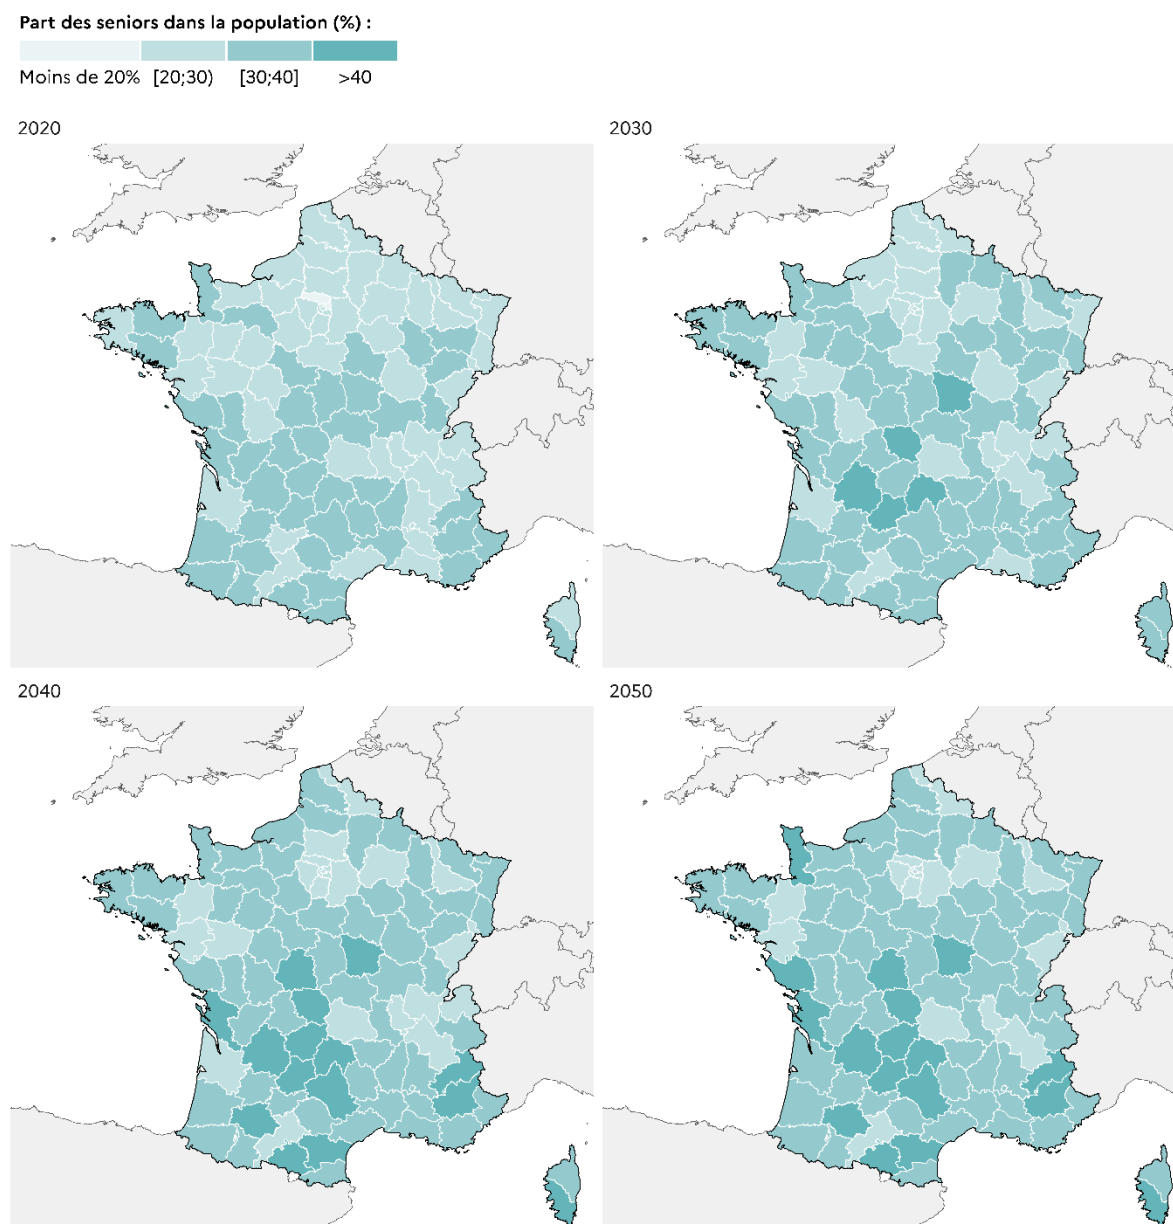 Part des seniors dans la population (%) :
Moins de 20% [20;30) [30;40] >40
2020
2030
2040
2050